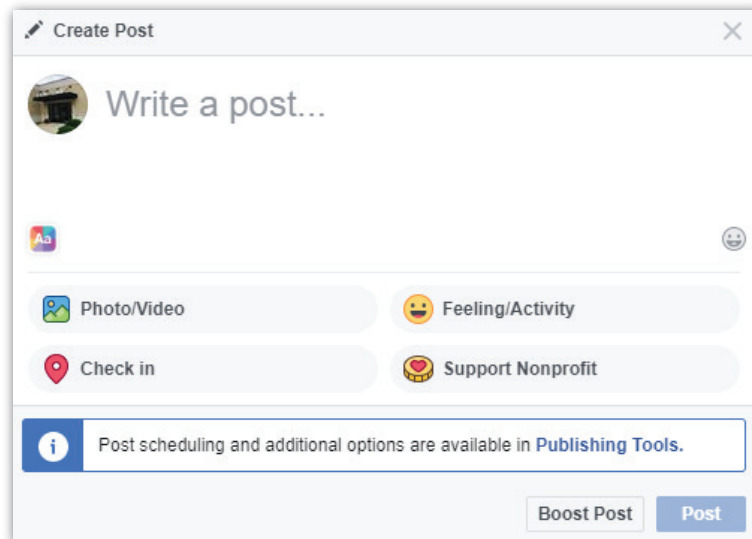 Create Post
Write a post...
Aa
Photo/Video
Feeling/Activity
Check in
Support Nonprofit
Post scheduling and additional options are available in Publishing Tools.
Boost Post
Post